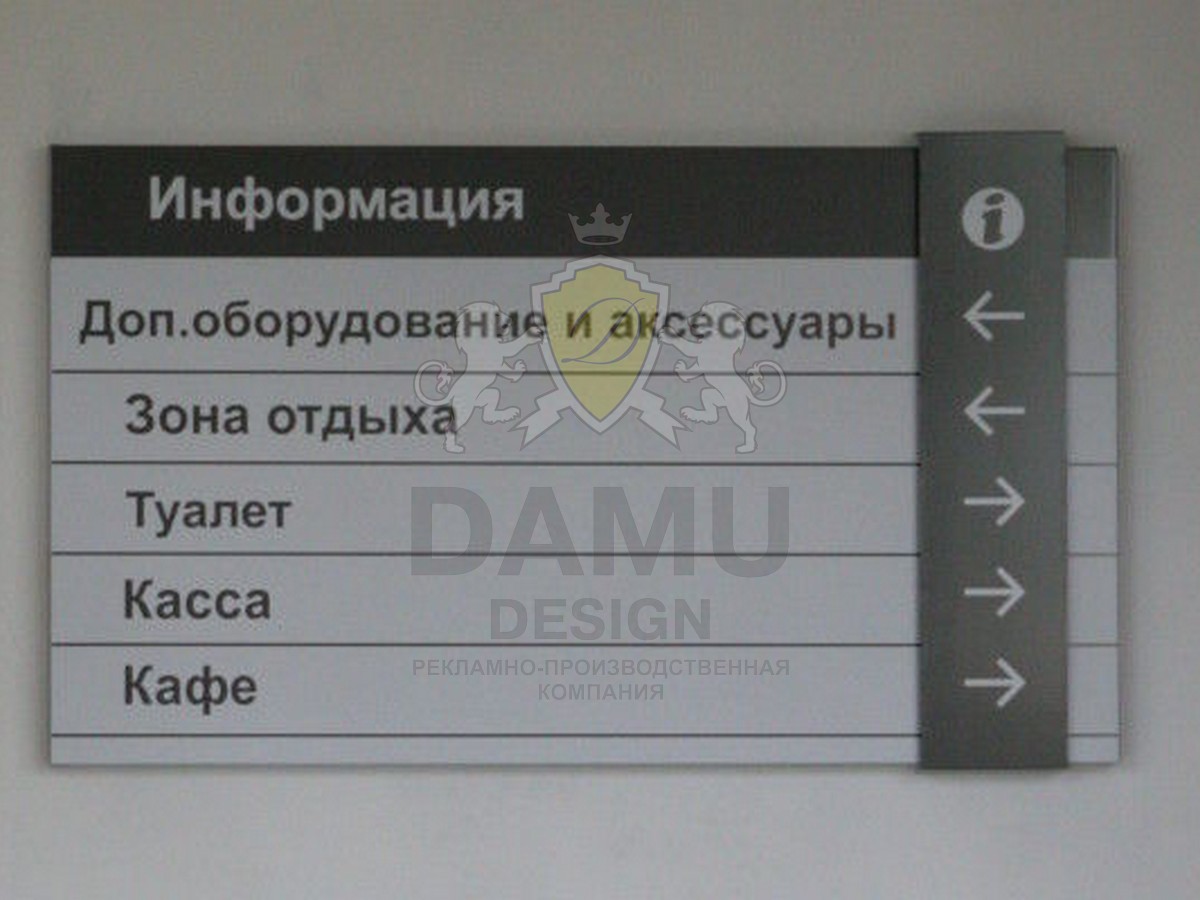 Информация i
Доп.оборудование и аксессуары ←
Зона отдыха ←
Туалет →
Касса →
Кафе →
D
DAMU
DESIGN
РЕКЛАМНО-ПРОИЗВОДСТВЕННАЯ
КОМПАНИЯ